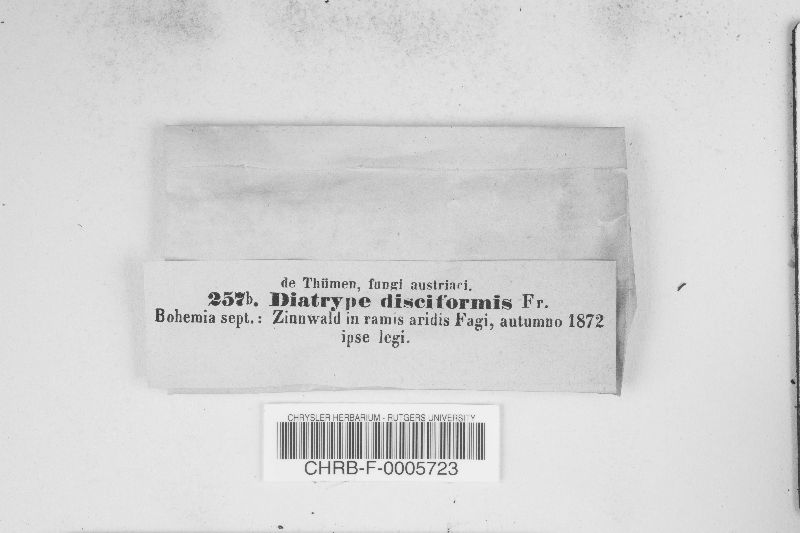 de Thümen, fungi austriaci.
257b. Diatrype disciformis Fr.
Bohemia sept.: Zinnwald in ramis aridis Fagi, autumno 1872
ipse legi.
CHRYSLER HERBARIUM - RUTGERS UNIVERSITY
CHRB-F-0005723